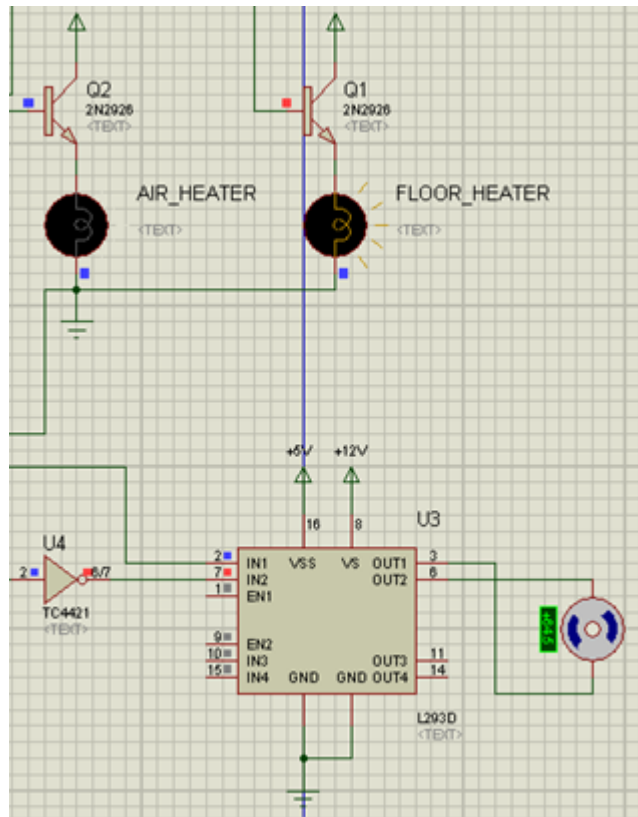 Q2
2N2926
<TEXT>
Q1
2N2926
<TEXT>
AIR_HEATER
<TEXT>
FLOOR_HEATER
<TEXT>
+5V
+12V
16
8
U3
U4
2
6/7
TC4421
<TEXT>
2
7
1
9
10
15
IN1
IN2
EN1
EN2
IN3
IN4
VSS
VS
OUT1
OUT2
OUT3
OUT4
GND
GND
3
6
11
14
L293D
<TEXT>